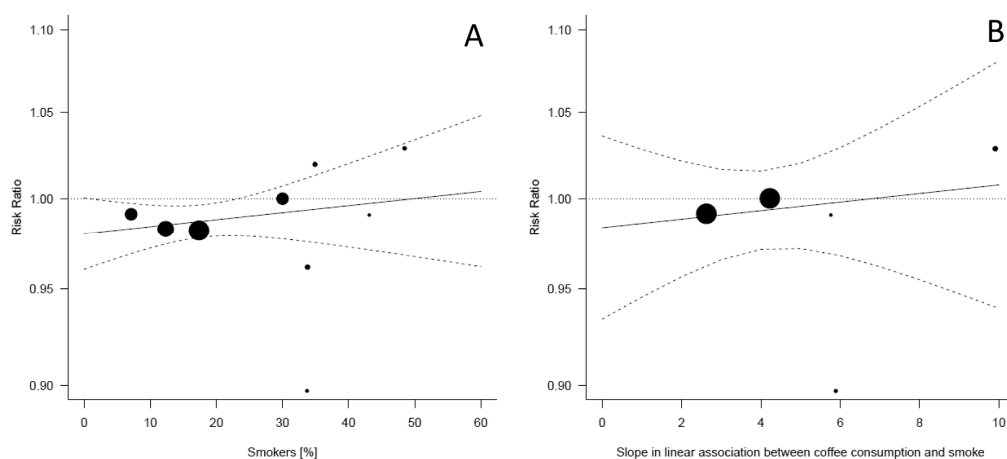 A
1.10
1.05
1.00
0.95
0.90
Risk Ratio
0 10 20 30 40 50 60
Smokers [%]
B
1.10
1.05
1.00
0.95
0.90
Risk Ratio
0 2 4 6 8 10
Slope in linear association between coffee consumption and smoke